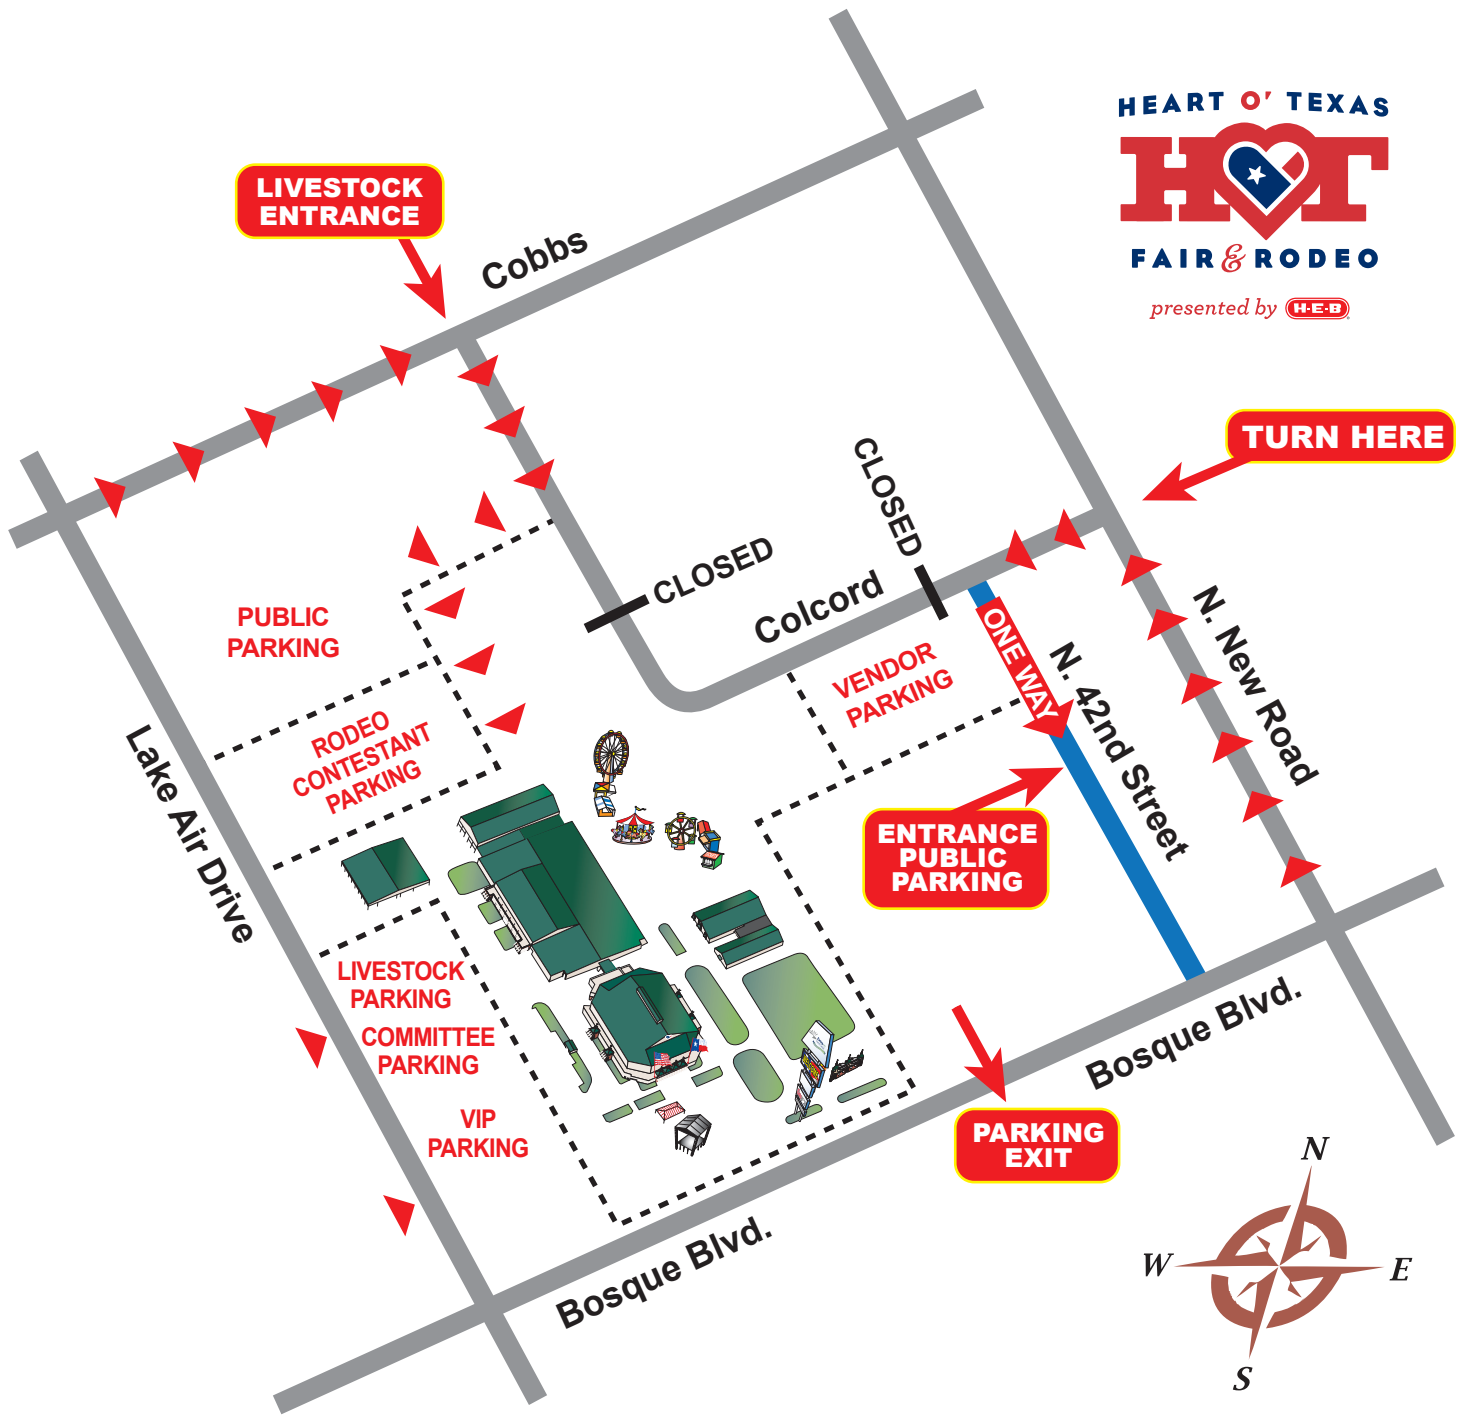 HEART O' TEXAS
HOT
FAIR & RODEO
presented by H-E-B
LIVESTOCK
ENTRANCE
Cobbs
TURN HERE
CLOSED
CLOSED
Colcord
ONE WAY
N. 42nd Street
N. New Road
PUBLIC
PARKING
VENDOR
PARKING
RODEO
CONTESTANT
PARKING
Lake Air Drive
ENTRANCE
PUBLIC
PARKING
LIVESTOCK
PARKING
COMMITTEE
PARKING
VIP
PARKING
Bosque Blvd.
PARKING
EXIT
Bosque Blvd.
N
W
E
S